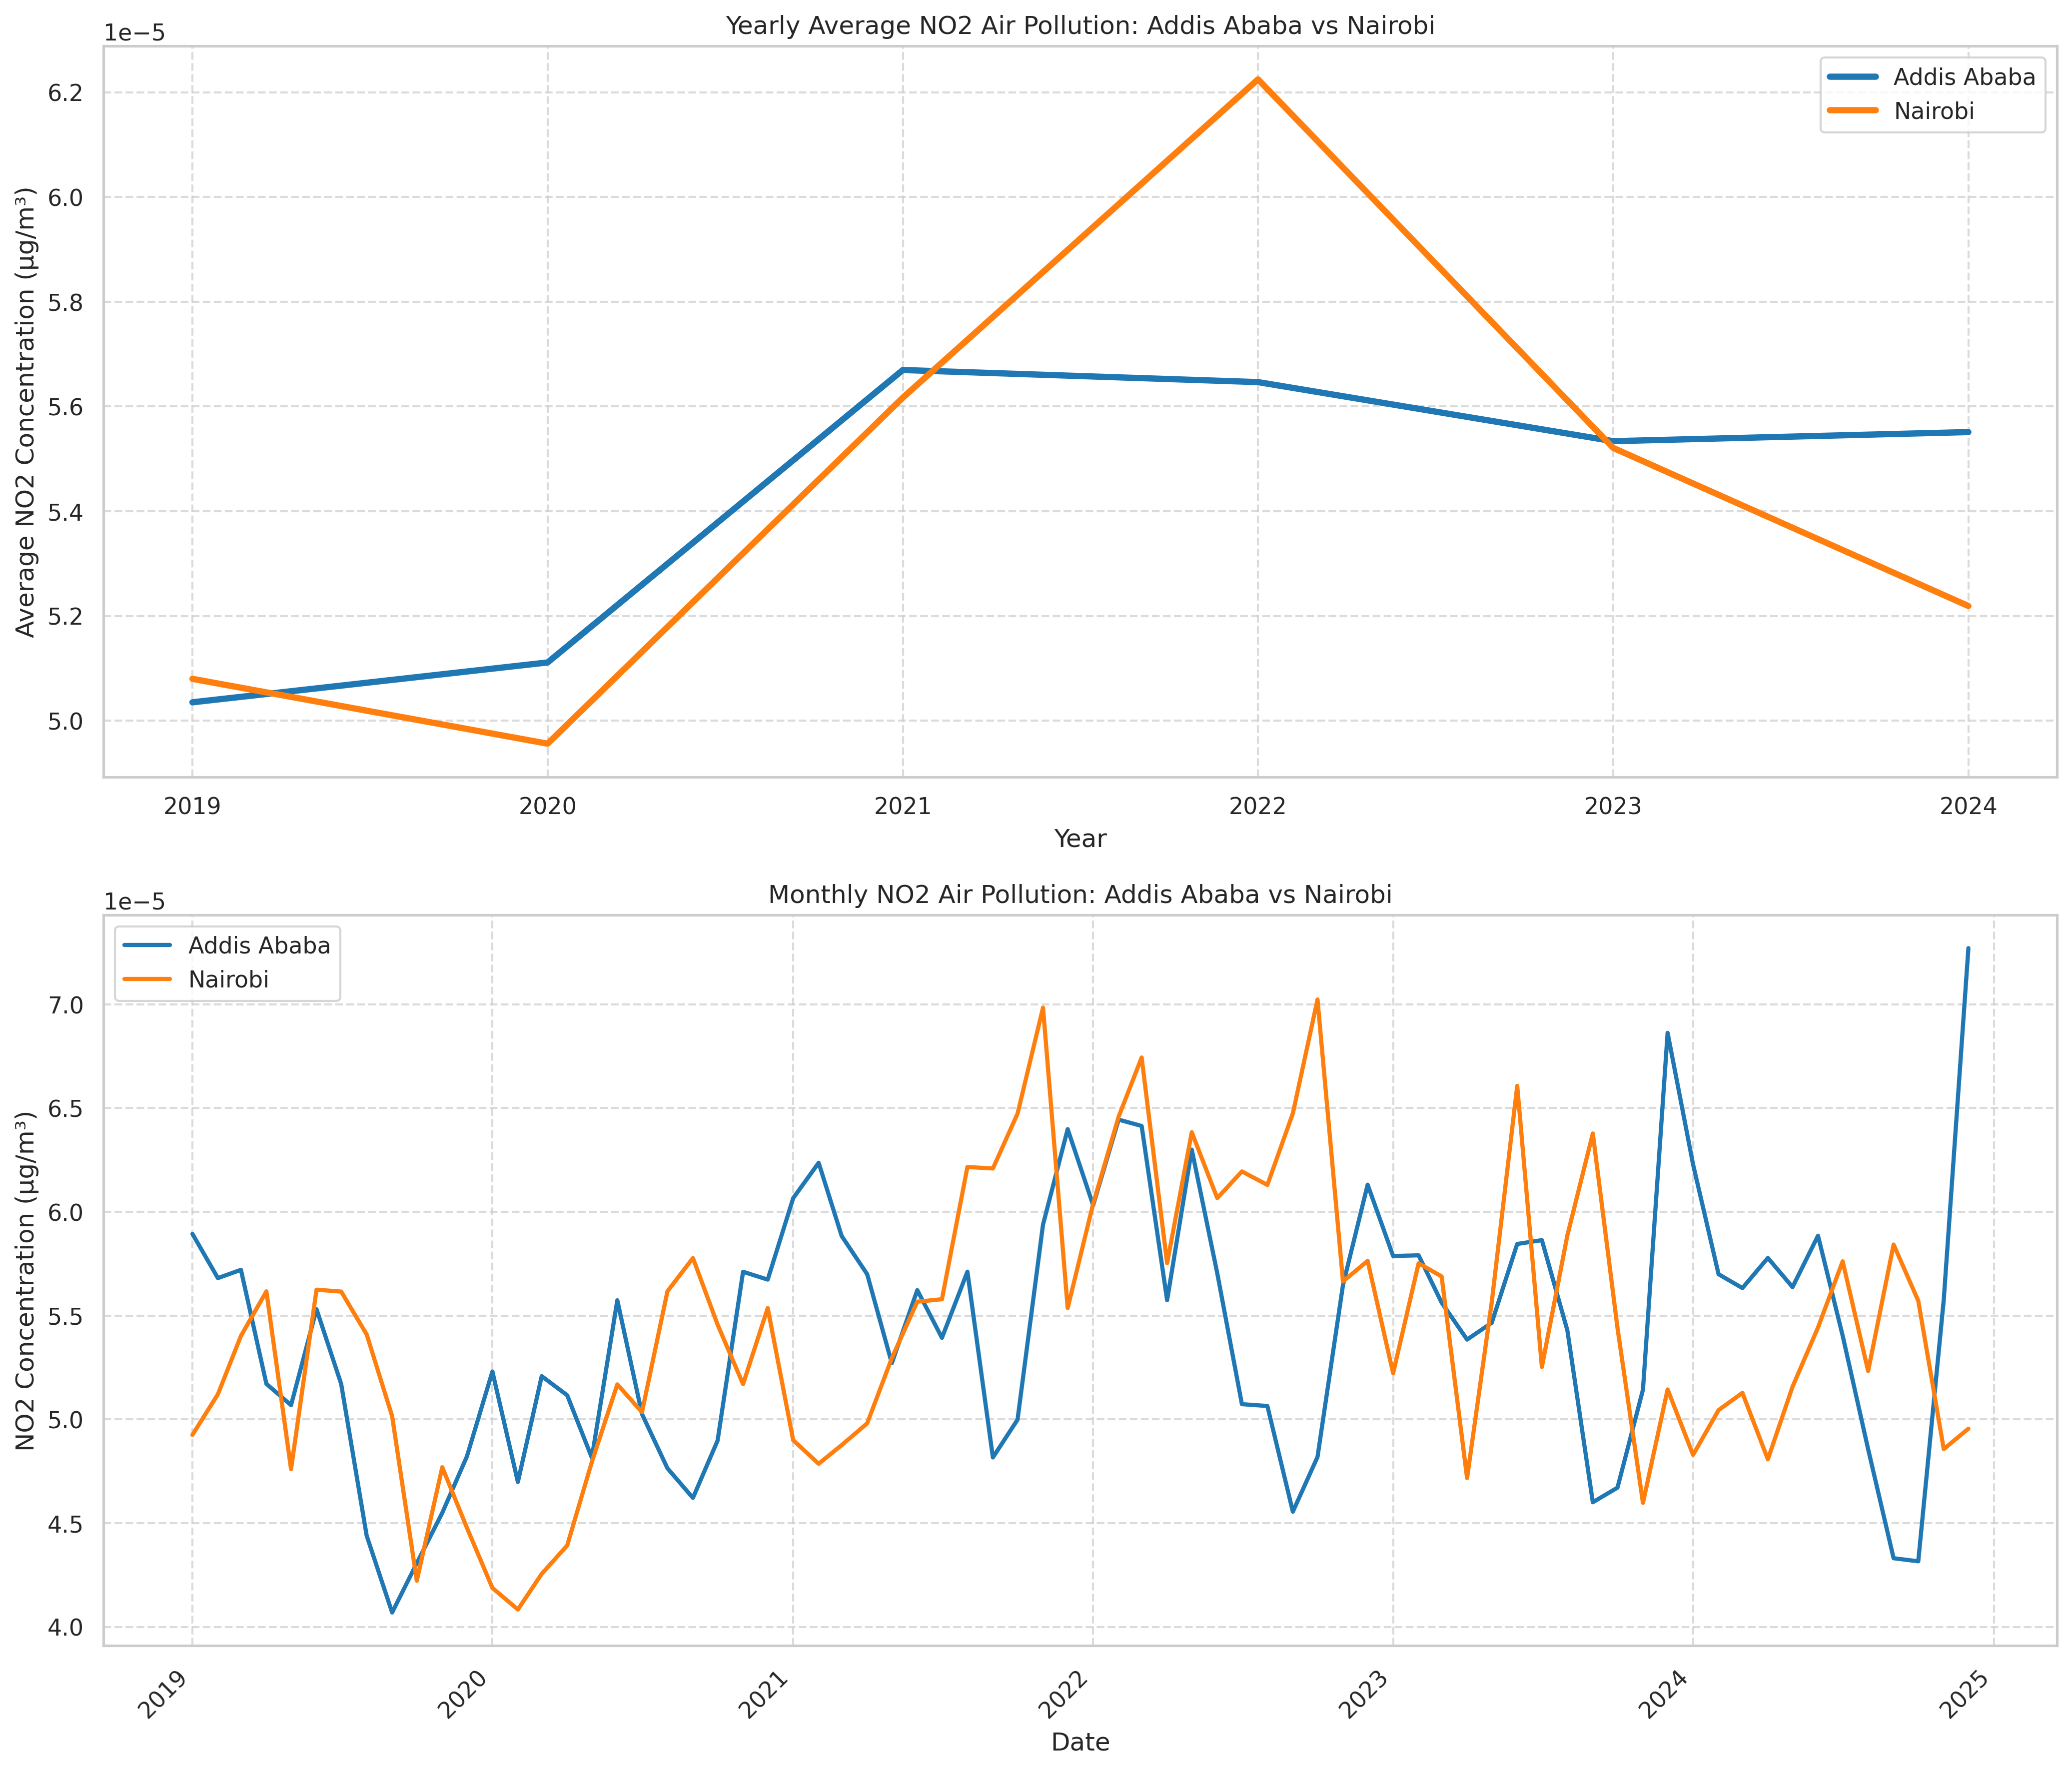 Yearly Average NO2 Air Pollution: Addis Ababa vs Nairobi
1e−5
Addis Ababa
Nairobi
Average NO2 Concentration (µg/m³)
6.2
6.0
5.8
5.6
5.4
5.2
5.0
2019 2020 2021 2022 2023 2024
Year
Monthly NO2 Air Pollution: Addis Ababa vs Nairobi
1e−5
Addis Ababa
Nairobi
NO2 Concentration (µg/m³)
7.0
6.5
6.0
5.5
5.0
4.5
4.0
2019 2020 2021 2022 2023 2024 2025
Date